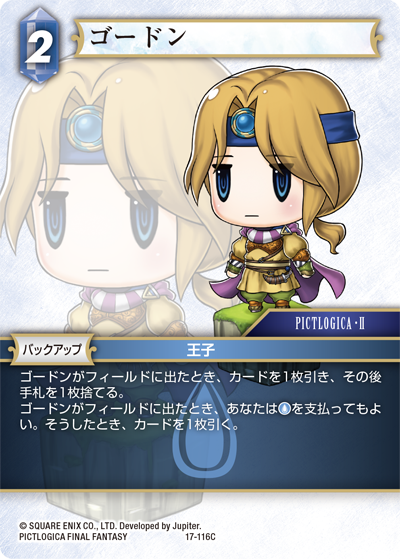 2
ゴードン
PICTLOGICA・II
バックアップ
王子
ゴードンがフィールドに出たとき、カードを1枚引き、その後
手札を1枚捨てる。
ゴードンがフィールドに出たとき、あなたは を支払ってもよ
い。そうしたとき、カードを1枚引く。
© SQUARE ENIX CO., LTD. Developed by Jupiter.
PICTLOGICA FINAL FANTASY
17-116C